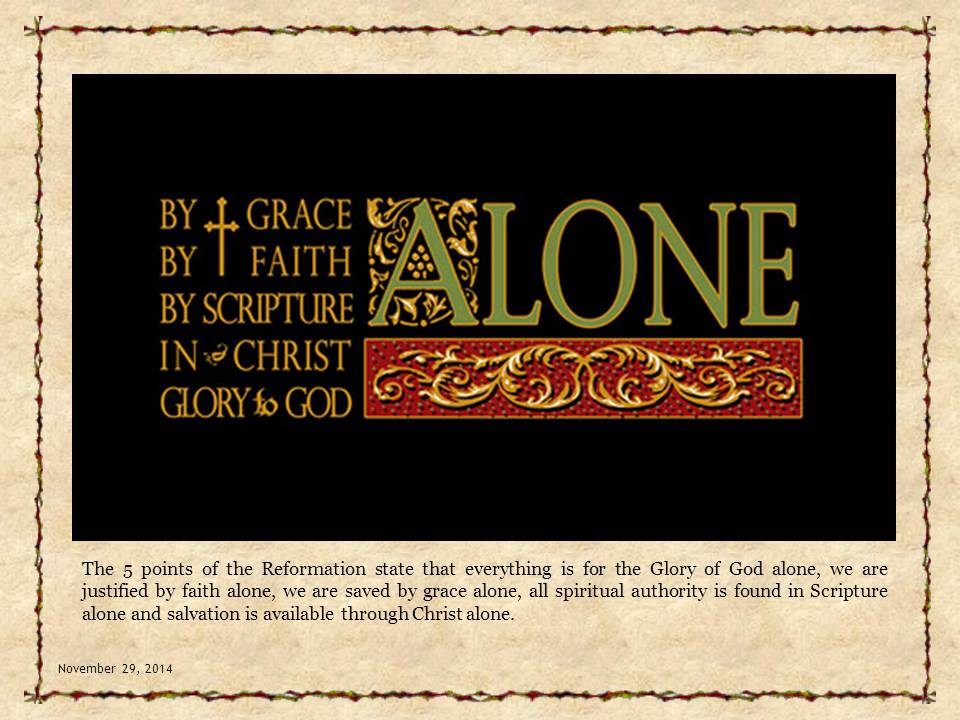 BY GRACE
BY FAITH
BY SCRIPTURE
IN CHRIST
GLORY to GOD
ALONE
The 5 points of the Reformation state that everything is for the Glory of God alone, we are
justified by faith alone, we are saved by grace alone, all spiritual authority is found in Scripture
alone and salvation is available through Christ alone.
November 29, 2014